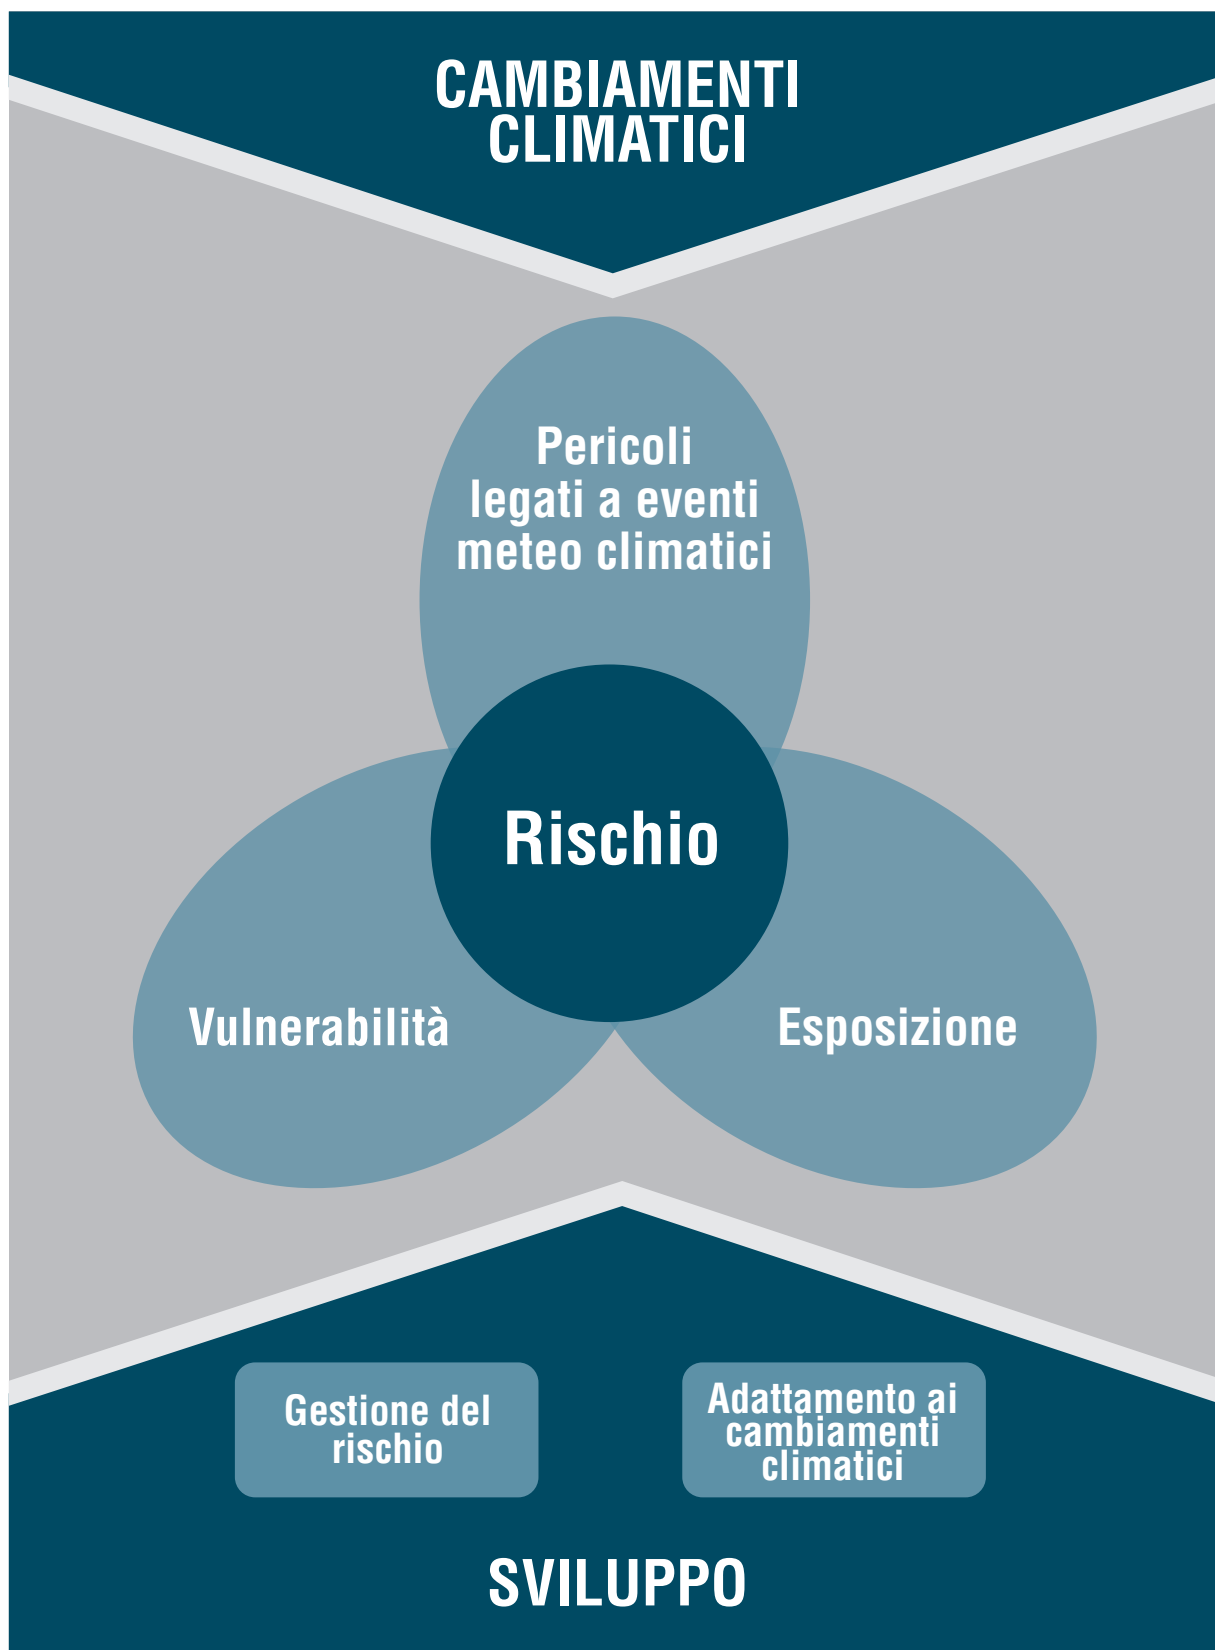 CAMBIAMENTI
CLIMATICI
Pericoli
legati a eventi
meteo climatici
Rischio
Vulnerabilità
Esposizione
Gestione del
rischio
Adattamento ai
cambiamenti
climatici
SVILUPPO